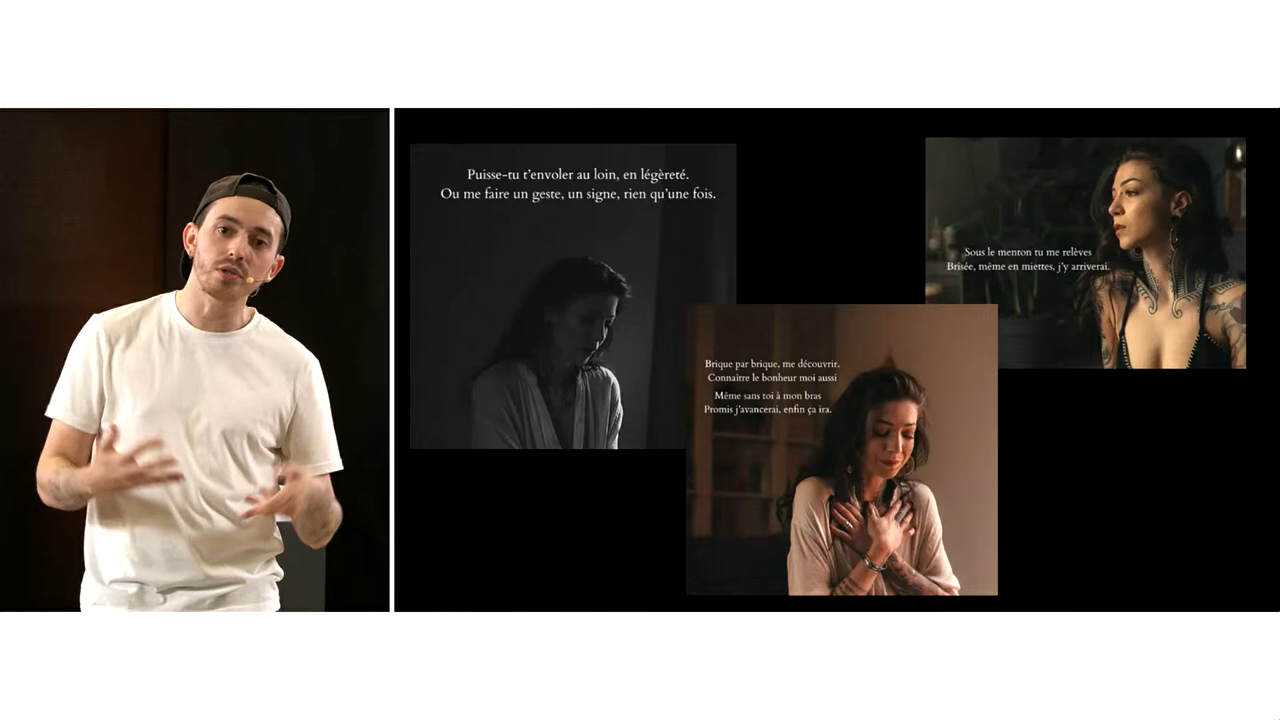 Puisse-tu t'envoler au loin, en légèreté.
Ou me faire un geste, un signe, rien qu'une fois.
Sous le menton tu me relèves
Brisée, même en miettes, j'y arriverai.
Brique par brique, me découvrir.
Connaitre le bonheur moi aussi
Même sans toi à mon bras
Promis j'avancerai, enfin ça ira.